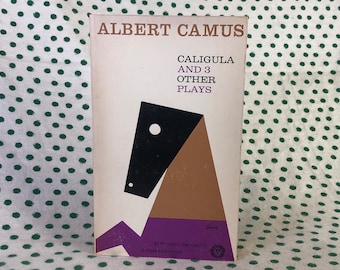 ALBERT CAMUS
CALIGULA
AND 3
OTHER
PLAYS